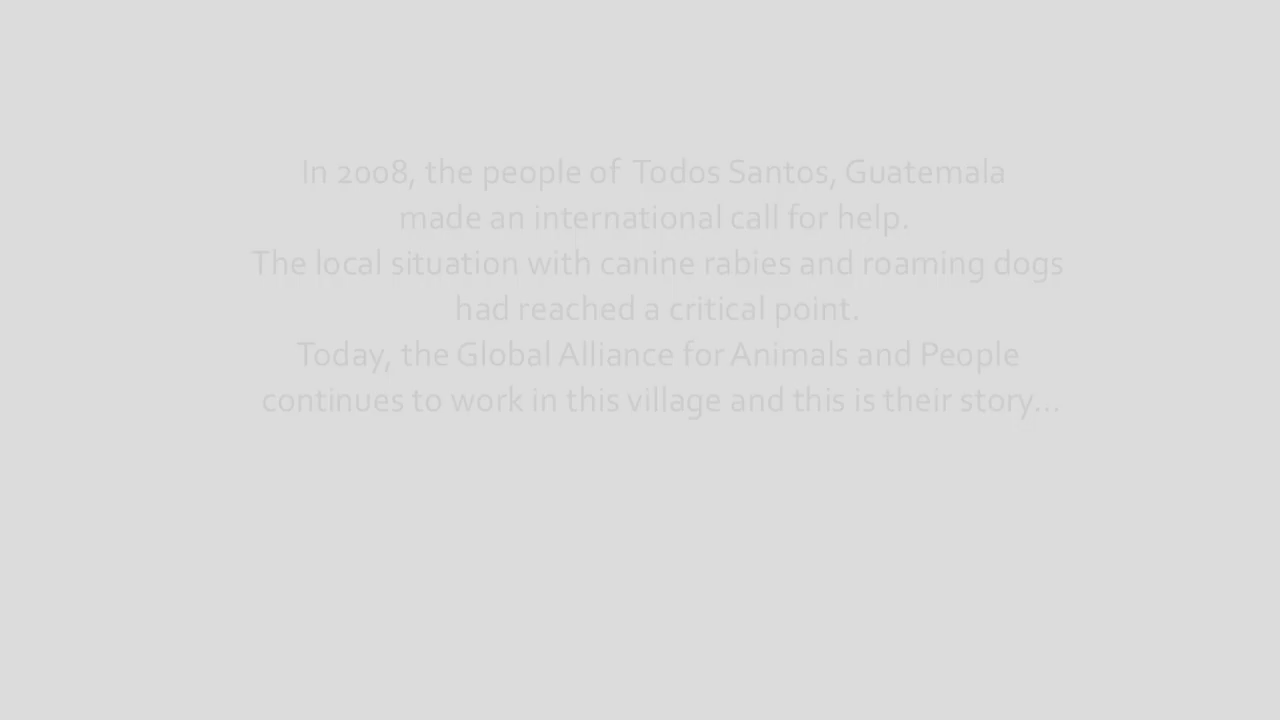 In 2008, the people of Todos Santos, Guatemala
made an international call for help.
The local situation with canine rabies and roaming dogs
had reached a critical point.
Today, the Global Alliance for Animals and People
continues to work in this village and this is their story...